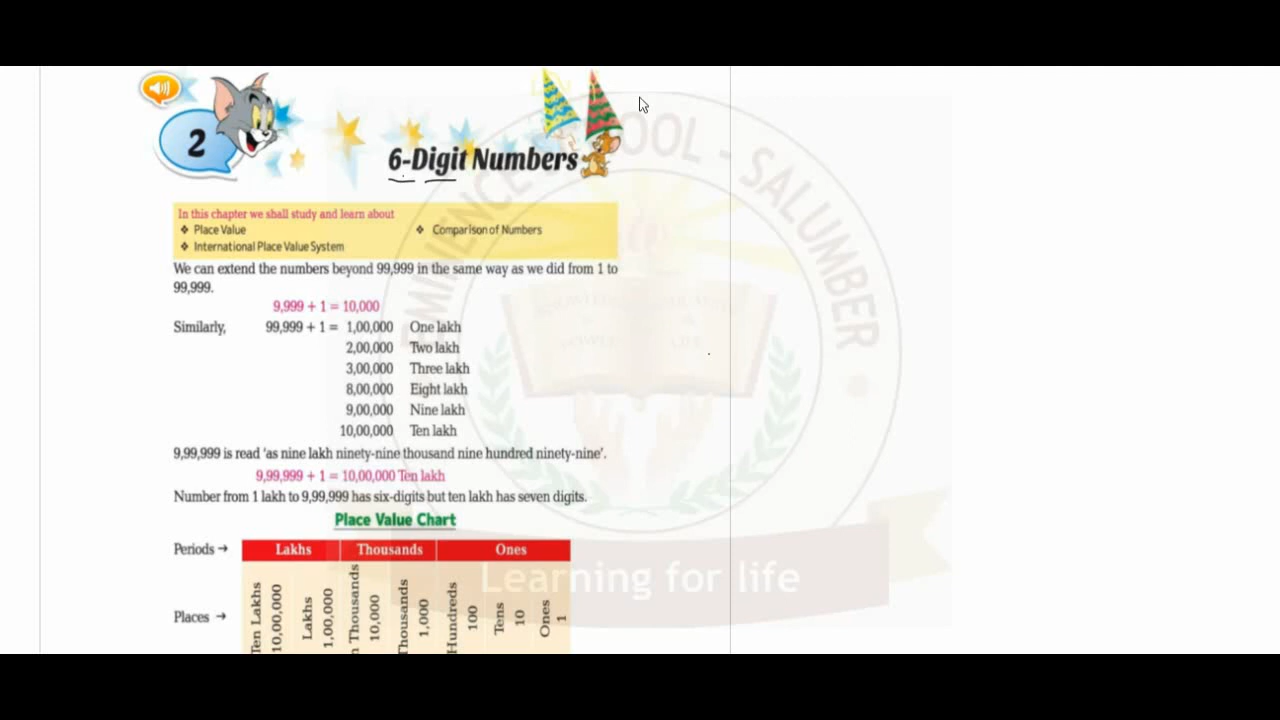 2
6-Digit Numbers
In this chapter we shall study and learn about
❖ Place Value ❖ Comparison of Numbers
❖ International Place Value System
We can extend the numbers beyond 99,999 in the same way as we did from 1 to
99,999.
9,999 + 1 = 10,000
Similarly, 99,999 + 1 = 1,00,000 One lakh
2,00,000 Two lakh
3,00,000 Three lakh
8,00,000 Eight lakh
9,00,000 Nine lakh
10,00,000 Ten lakh
9,99,999 is read 'as nine lakh ninety-nine thousand nine hundred ninety-nine'.
9,99,999 + 1 = 10,00,000 Ten lakh
Number from 1 lakh to 9,99,999 has six-digits but ten lakh has seven digits.
Place Value Chart
Periods → Lakhs Thousands Ones
Places →
Ten Lakhs
10,00,000
Lakhs
1,00,000
n Thousands
10,000
Thousands
1,000
Hundreds
100
Tens
10
Ones
1
EMINENCE SCHOOL - SALUMBER
Learning for life